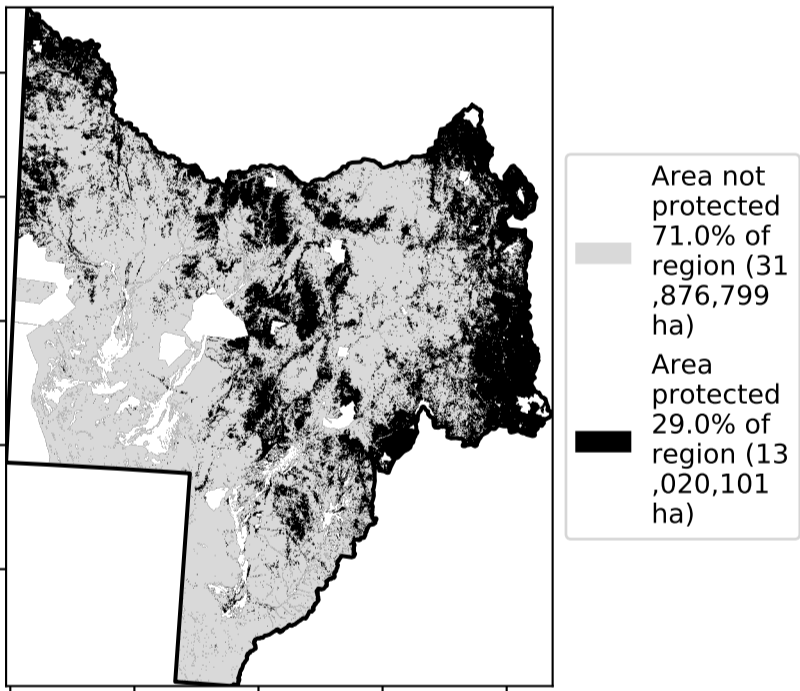 Area not
protected
71.0% of
region (31
,876,799
ha)
Area
protected
29.0% of
region (13
,020,101
ha)